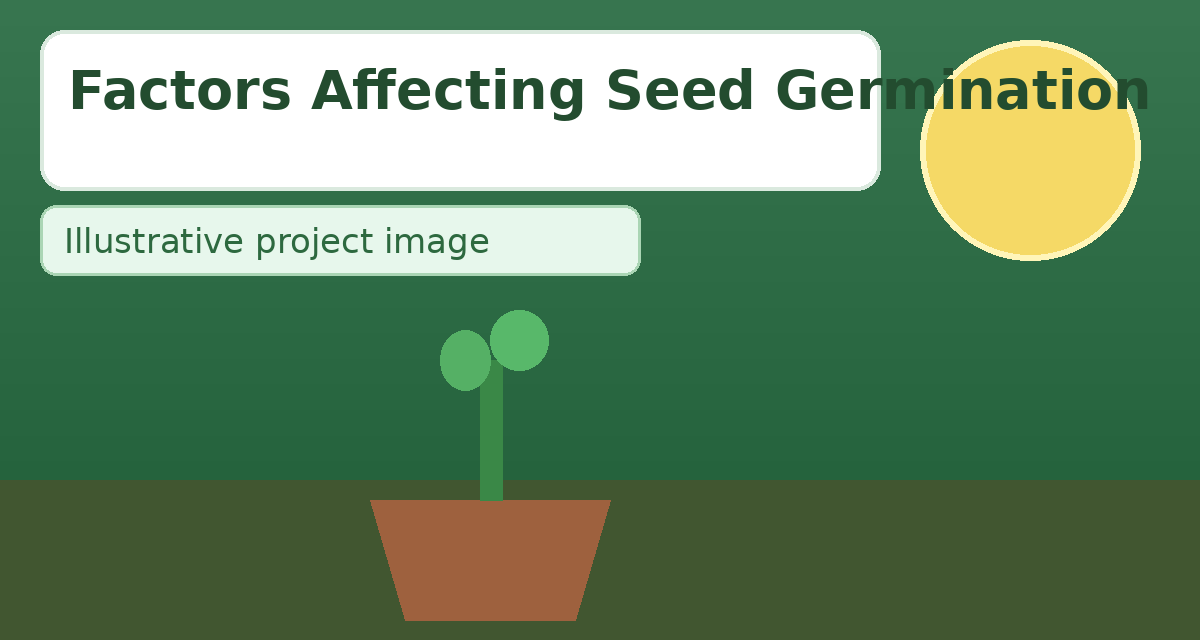 Factors Affecting Seed Germination
Illustrative project image